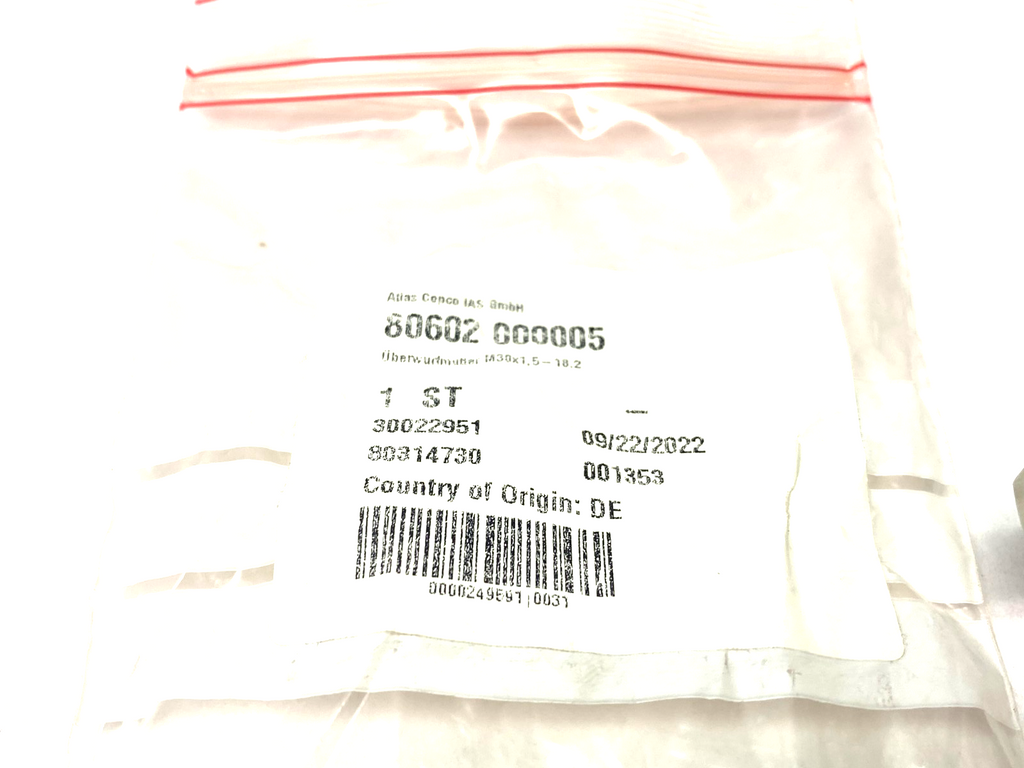 Atlas Copco IAS GmbH
80602 000005
Überwurfmutter M30x1,5-18.2
1 ST –
30022951 09/22/2022
80314730 001353
Country of Origin: DE
0000249591|0031